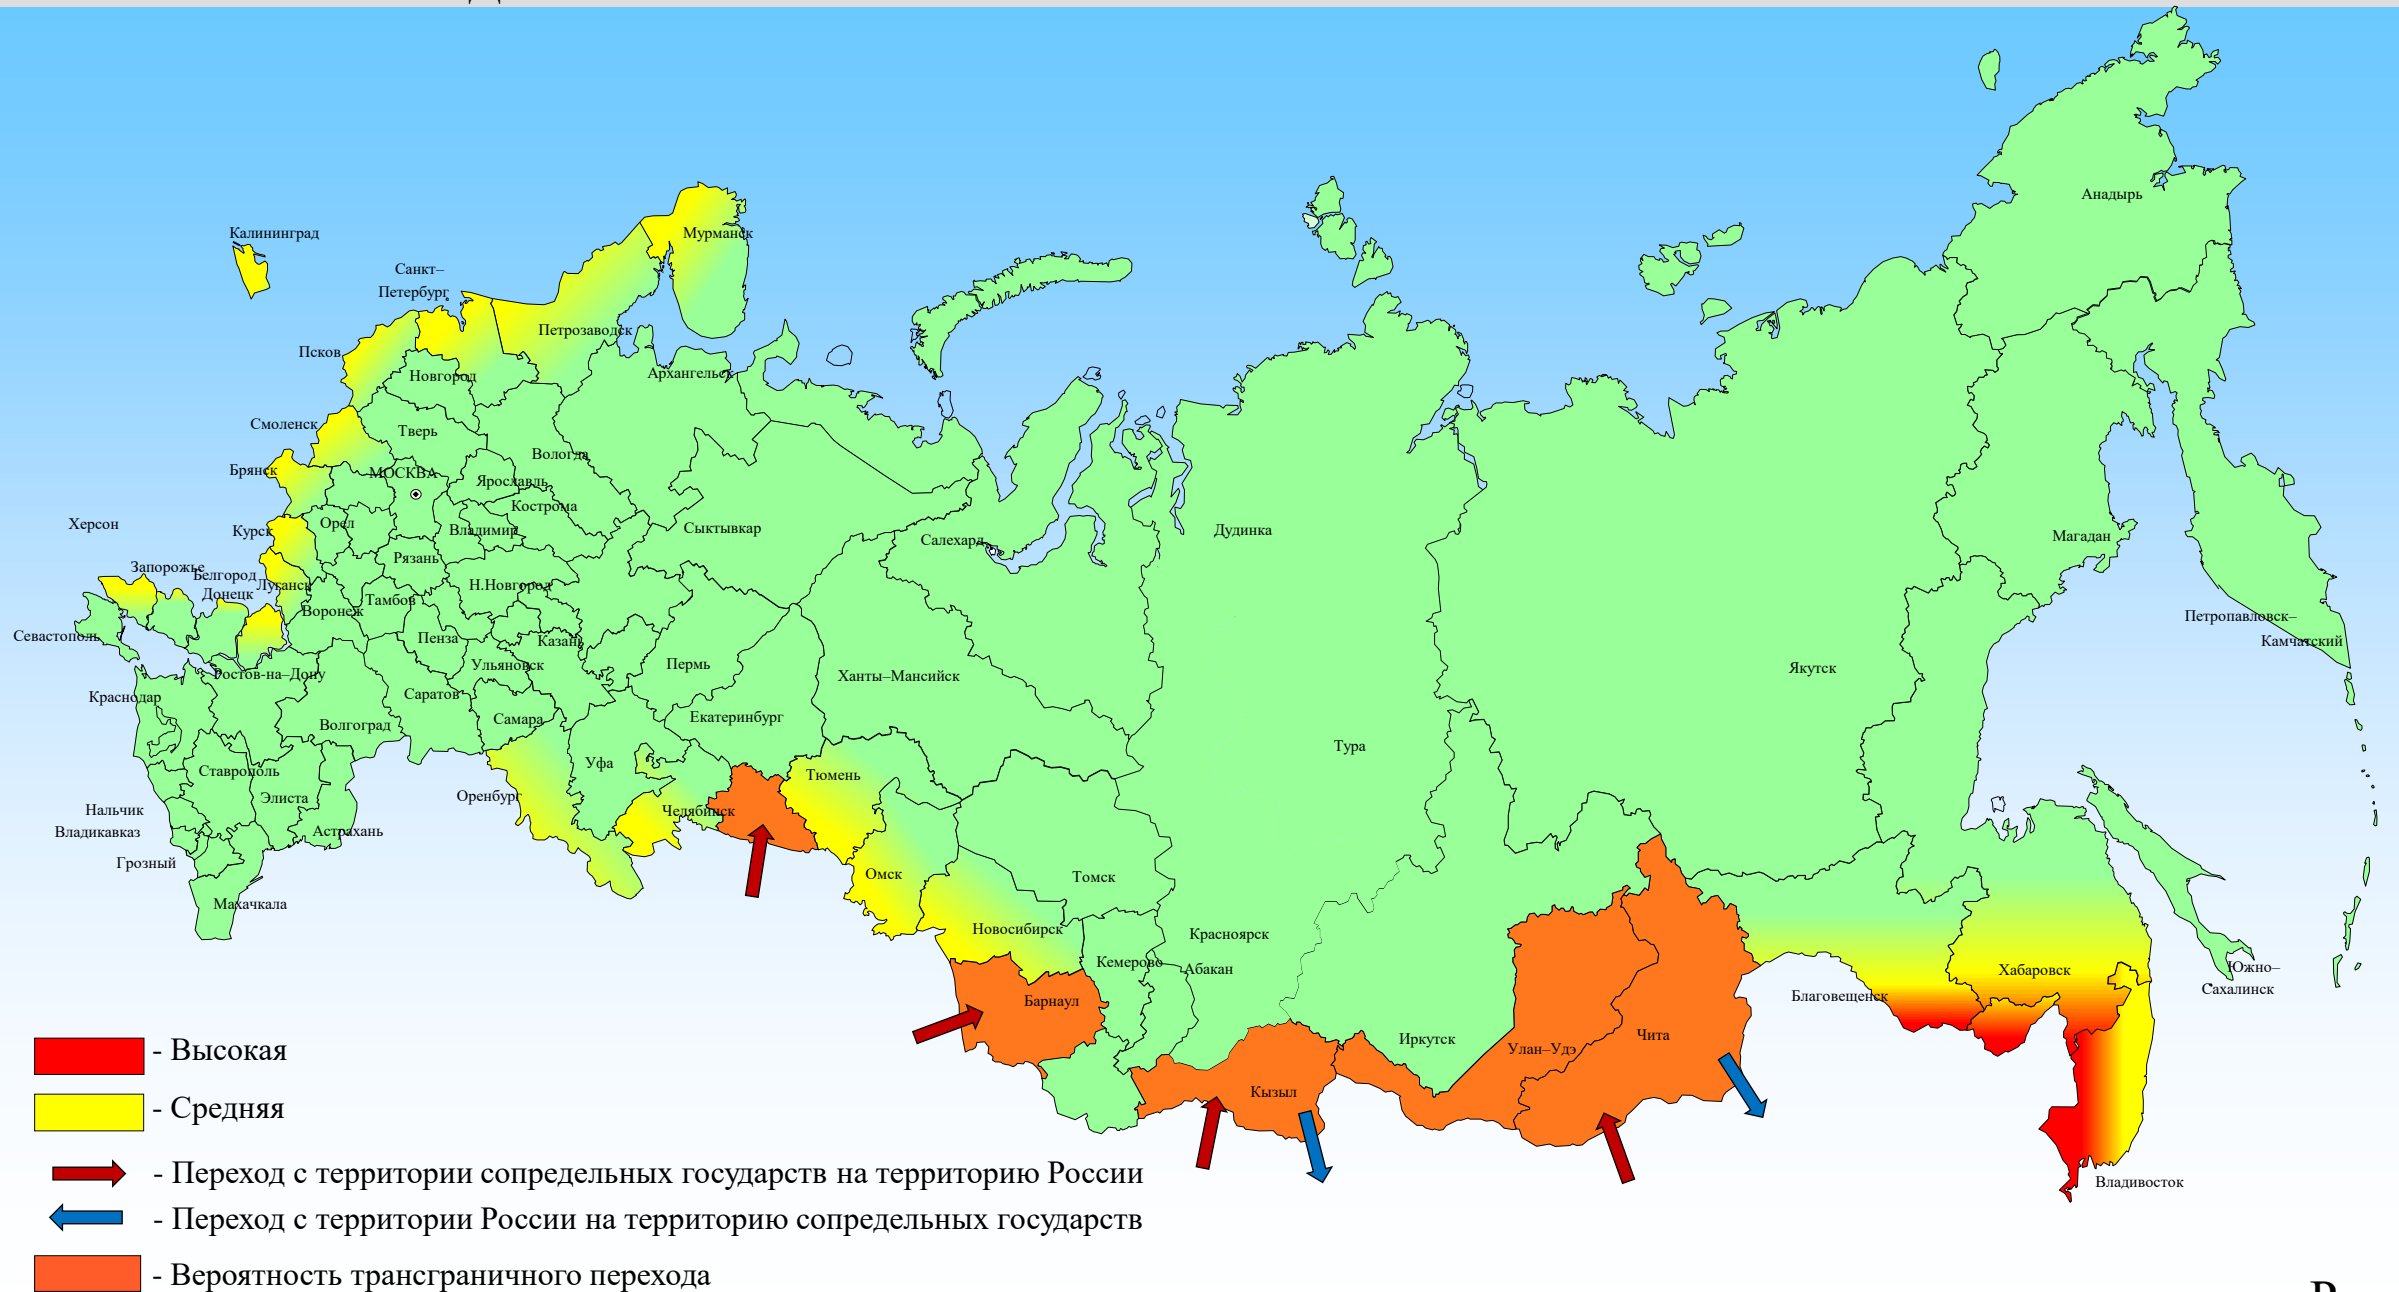 Анадырь
Калининград
Мурманск
Санкт–
Петербург
Петрозаводск
Псков
Новгород
Архангельск
Смоленск
Тверь
Вологда
Брянск
МОСКВА
Ярославль
Кострома
Херсон
Курск
Орел
Владимир
Сыктывкар
Салехард
Дудинка
Магадан
Рязань
Запорожье
Белгород
Луганск
Н.Новгород
Донецк
Воронеж
Тамбов
Севастополь
Пенза
Казань
Петропавловск–
Камчатский
Ульяновск
Пермь
Ростов-на–Дону
Ханты–Мансийск
Якутск
Краснодар
Саратов
Самара
Екатеринбург
Волгоград
Тура
Ставрополь
Уфа
Тюмень
Элиста
Оренбург
Челябинск
Нальчик
Владикавказ
Астрахань
Грозный
Омск
Томск
Махачкала
Новосибирск
Красноярск
Кемерово
Абакан
Хабаровск
Южно–
Сахалинск
Барнаул
Благовещенск
Иркутск
Улан–Удэ
Чита
Кызыл
Владивосток
- Высокая
- Средняя
- Переход с территории сопредельных государств на территорию России
- Переход с территории России на территорию сопредельных государств
- Вероятность трансграничного перехода